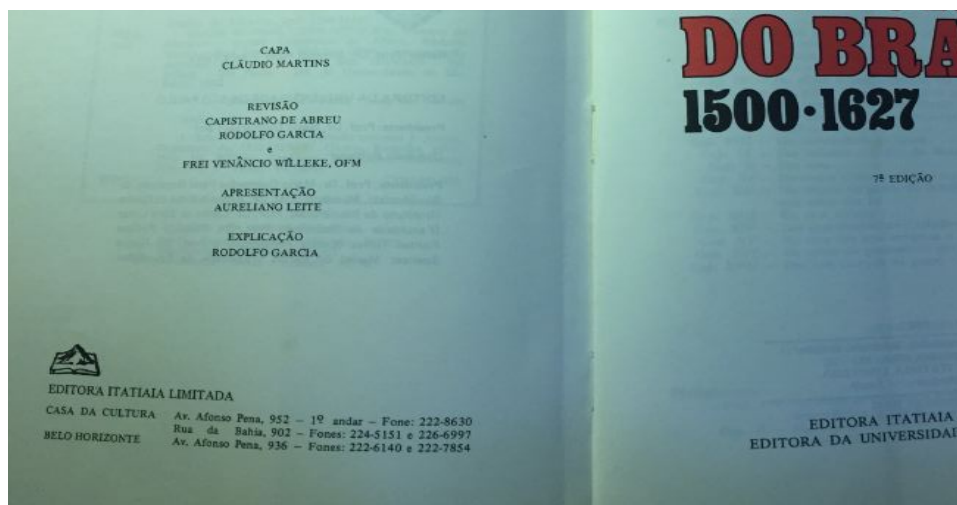 CAPA
CLÁUDIO MARTINS
REVISÃO
CAPISTRANO DE ABREU
RODOLFO GARCIA
e
FREI VENÂNCIO WILLEKE, OFM
APRESENTAÇÃO
AURELIANO LEITE
EXPLICAÇÃO
RODOLFO GARCIA
EDITORA ITATIAIA LIMITADA
CASA DA CULTURA Av. Afonso Pena, 952 – 1º andar – Fone: 222-8630
Rua da Bahia, 902 – Fones: 224-5151 e 226-6997
BELO HORIZONTE Av. Afonso Pena, 936 – Fones: 222-6140 e 222-7854
DO BRA
1500·1627
7ª EDIÇÃO
EDITORA ITATIAIA
EDITORA DA UNIVERSIDAD